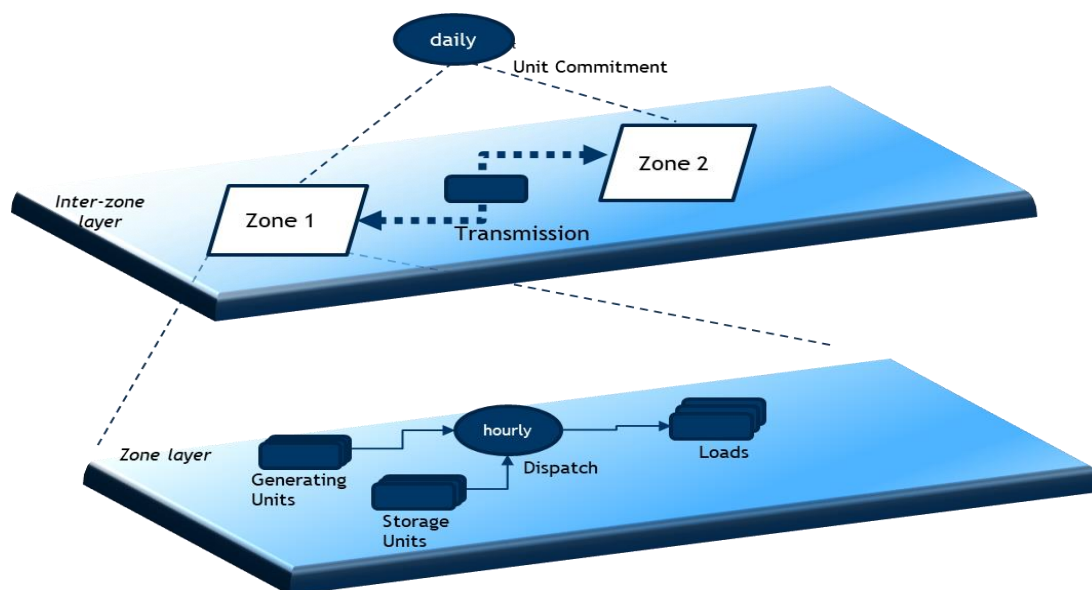 daily
Unit Commitment
Zone 2
Inter-zone
layer
Zone 1
Transmission
hourly
Zone layer
Loads
Dispatch
Generating
Units
Storage
Units